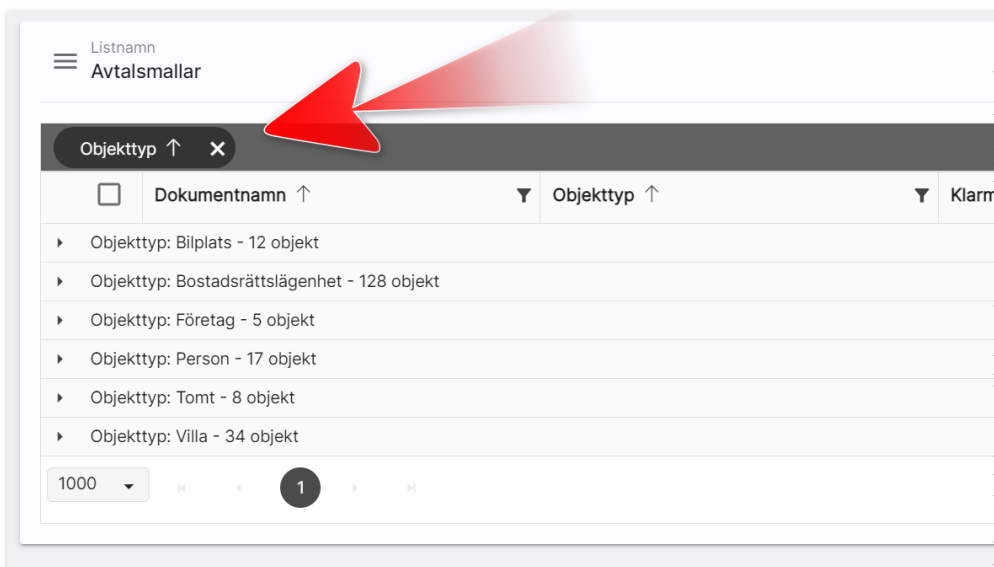 Listnamn
Avtalsmallar
Objekttyp
Dokumentnamn Objekttyp
Objekttyp: Bilplats - 12 objekt
Objekttyp: Bostadsrättslägenhet - 128 objekt
Objekttyp: Företag - 5 objekt
Objekttyp: Person - 17 objekt
Objekttyp: Tomt - 8 objekt
Objekttyp: Villa - 34 objekt
1000 1